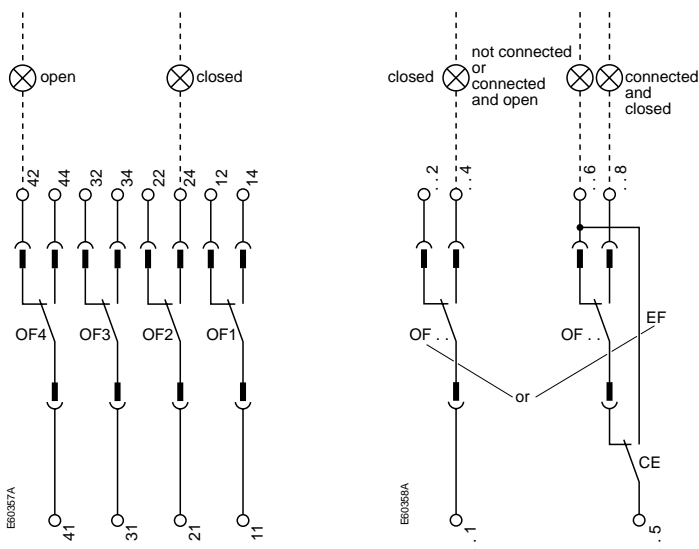 open
closed
closed
not connected
or
connected
and open
connected
and
closed
42
44
32
34
22
24
12
14
. .2
. .4
. .6
. .8
OF4
OF3
OF2
OF1
OF . .
OF . .
EF
or
CE
E60357A
E60358A
41
31
21
11
. .1
. .5